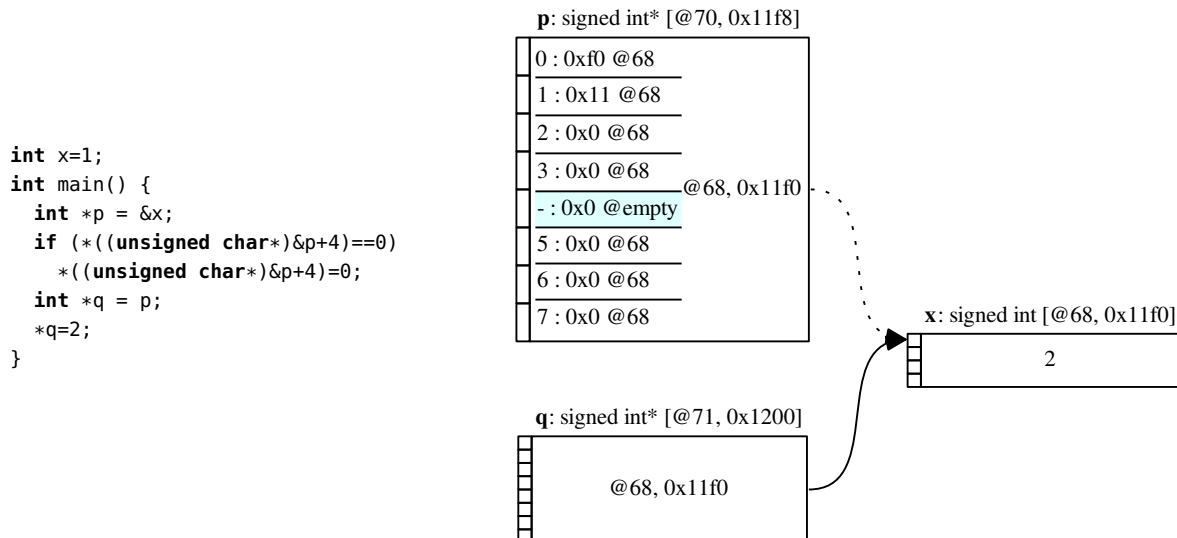 int x=1;
int main() {
  int *p = &x;
  if (*((unsigned char*)&p+4)==0)
    *((unsigned char*)&p+4)=0;
  int *q = p;
  *q=2;
}
p: signed int* [@70, 0x11f8]
0 : 0xf0 @68
1 : 0x11 @68
2 : 0x0 @68
3 : 0x0 @68
- : 0x0 @empty
5 : 0x0 @68
6 : 0x0 @68
7 : 0x0 @68
@68, 0x11f0
x: signed int [@68, 0x11f0]
2
q: signed int* [@71, 0x1200]
@68, 0x11f0